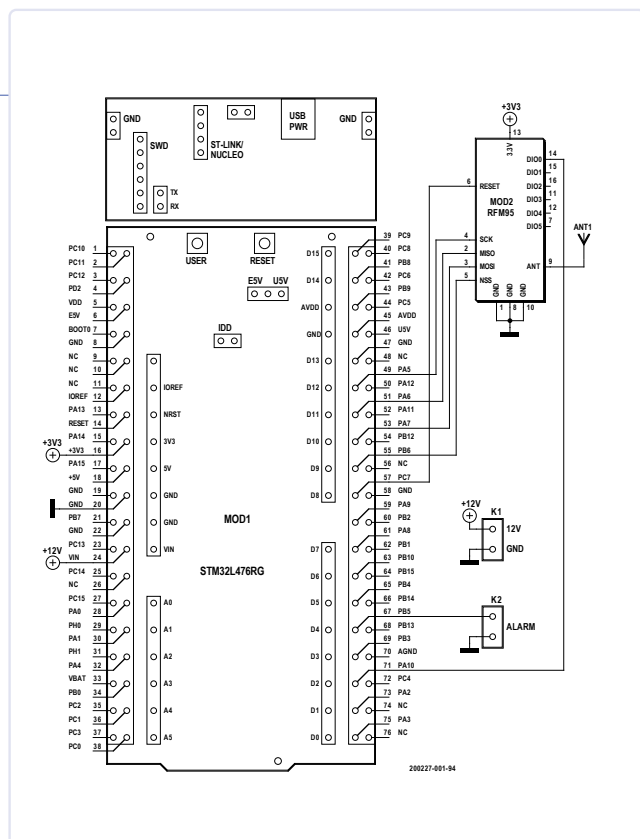 GND
SWD
ST-LINK/
NUCLEO
USB
PWR
GND
TX
RX
USER
RESET
E5V U5V
IDD
MOD1
STM32L476RG
PC10 1
PC11 2
PC12 3
PD2 4
VDD 5
E5V 6
BOOT0 7
GND 8
NC 9
NC 10
NC 11
IOREF 12
PA13 13
RESET 14
PA14 15
+3V3
+3V3 16
PA15 17
+5V 18
GND 19
GND 20
PB7 21
GND 22
PC13 23
+12V
VIN 24
PC14 25
NC 26
PC15 27
PA0 28
PH0 29
PA1 30
PH1 31
PA4 32
VBAT 33
PB0 34
PC2 35
PC1 36
PC3 37
PC0 38
IOREF
NRST
3V3
5V
GND
GND
VIN
A0
A1
A2
A3
A4
A5
D15
D14
AVDD
GND
D13
D12
D11
D10
D9
D8
D7
D6
D5
D4
D3
D2
D1
D0
39 PC9
40 PC8
41 PB8
42 PC6
43 PB9
44 PC5
45 AVDD
46 U5V
47 GND
48 NC
49 PA5
50 PA12
51 PA6
52 PA11
53 PA7
54 PB12
55 PB6
56 NC
57 PC7
58 GND
59 PA9
60 PB2
61 PA8
62 PB1
63 PB10
64 PB15
65 PB4
66 PB14
67 PB5
68 PB13
69 PB3
70 AGND
71 PA10
72 PC4
73 PA2
74 NC
75 PA3
76 NC
+3V3
13
3.3V
MOD2
RFM95
6 RESET
4 SCK
2 MISO
3 MOSI
5 NSS
DIO0 14
DIO1 15
DIO2 16
DIO3 11
DIO4 12
DIO5 7
ANT 9
ANT1
GND GND GND
1 8 10
+12V
K1
12V
GND
K2
ALARM
200227-001-94